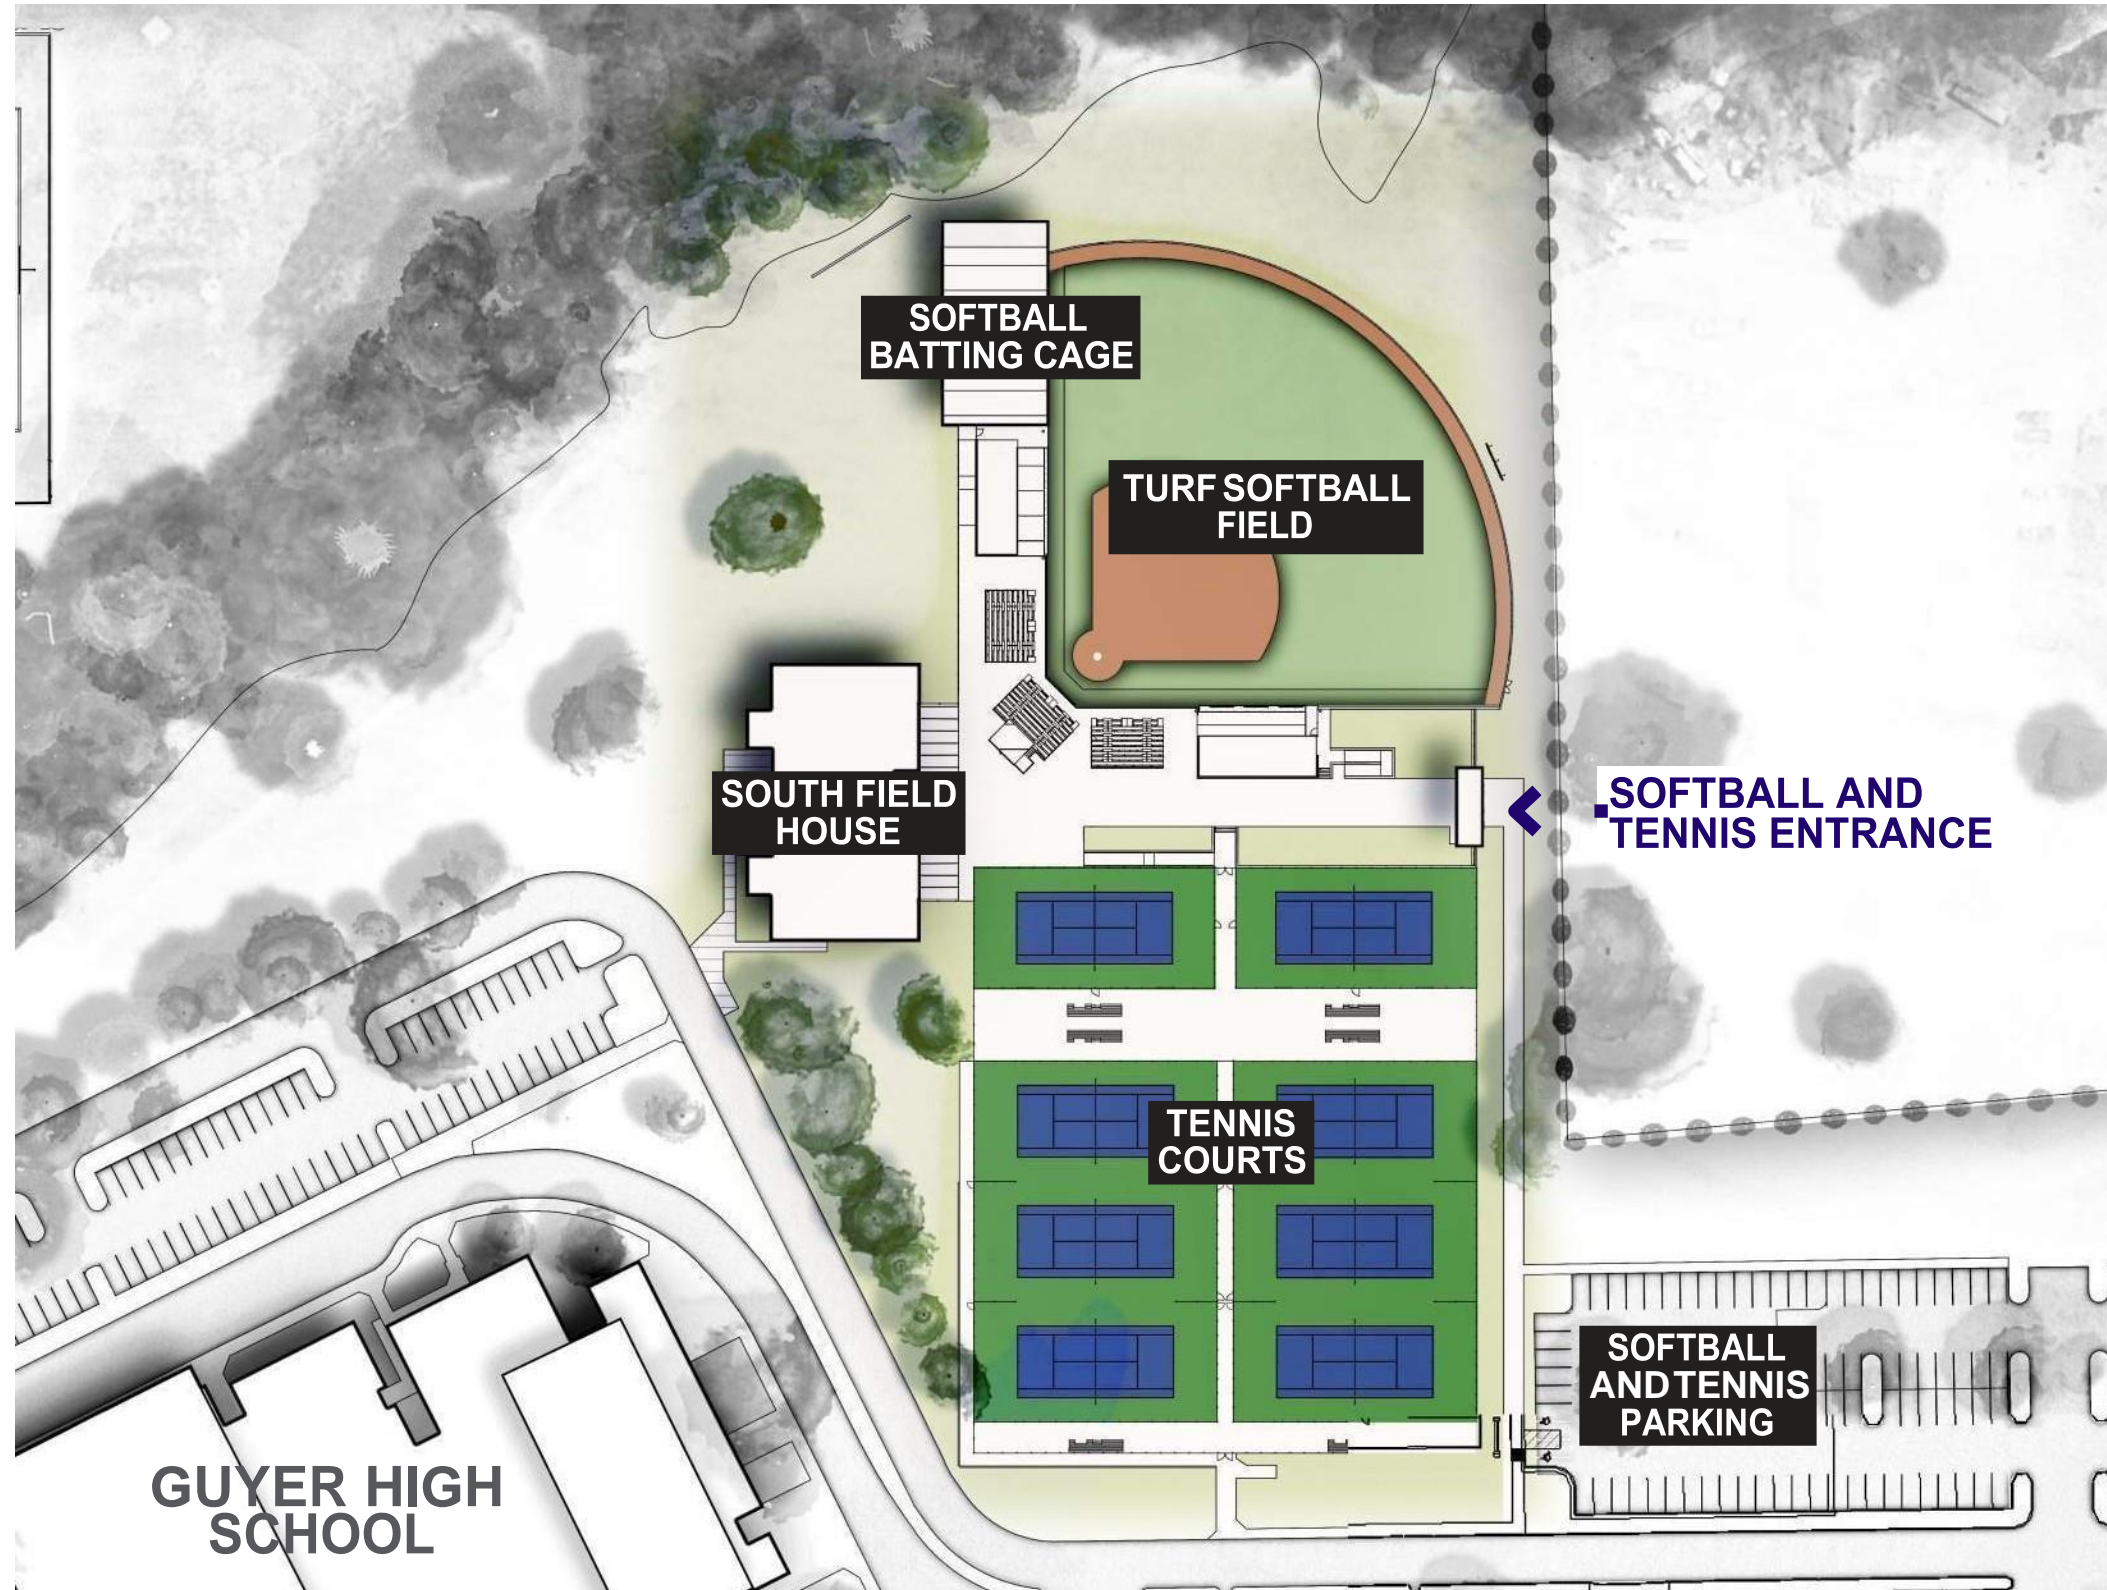 SOFTBALL
BATTING CAGE
TURF SOFTBALL
FIELD
SOUTH FIELD
HOUSE
SOFTBALL AND
TENNIS ENTRANCE
TENNIS
COURTS
SOFTBALL
AND TENNIS
PARKING
GUYER HIGH
SCHOOL